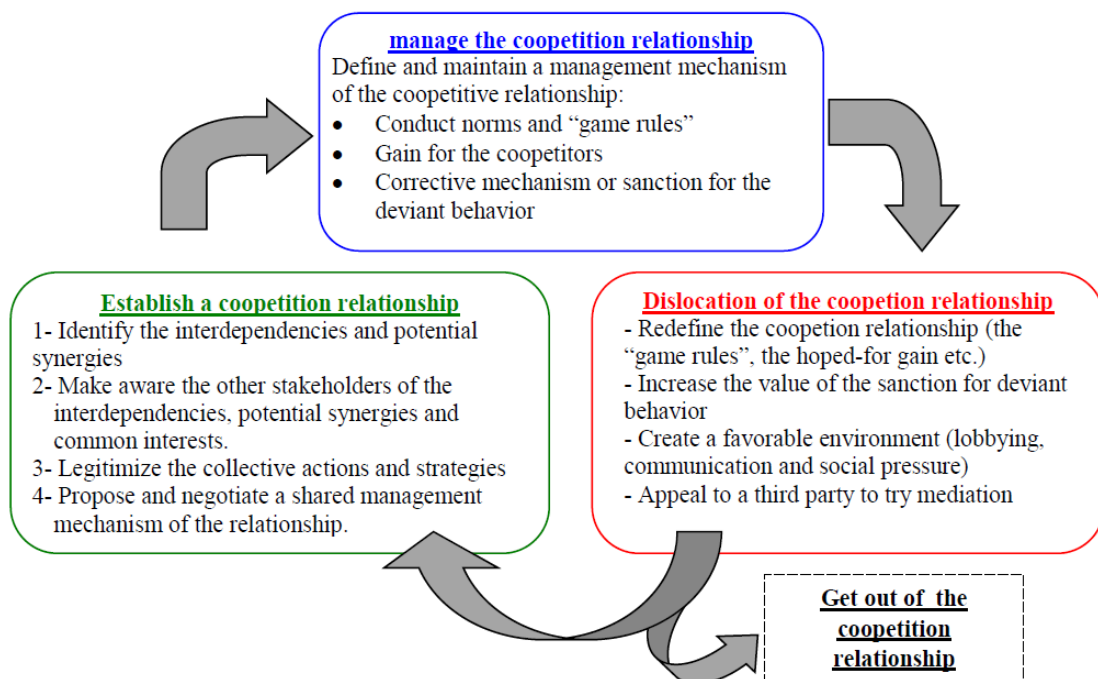 manage the coopetition relationship
Define and maintain a management mechanism
of the coopetitive relationship:
• Conduct norms and “game rules”
• Gain for the coopetitors
• Corrective mechanism or sanction for the
deviant behavior
Establish a coopetition relationship
1- Identify the interdependencies and potential
synergies
2- Make aware the other stakeholders of the
interdependencies, potential synergies and
common interests.
3- Legitimize the collective actions and strategies
4- Propose and negotiate a shared management
mechanism of the relationship.
Dislocation of the coopetion relationship
- Redefine the coopetion relationship (the
“game rules”, the hoped-for gain etc.)
- Increase the value of the sanction for deviant
behavior
- Create a favorable environment (lobbying,
communication and social pressure)
- Appeal to a third party to try mediation
Get out of the
coopetition
relationship